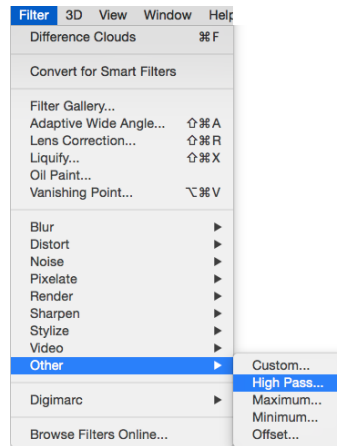 Filter 3D View Window Help
Difference Clouds ⌘F
Convert for Smart Filters
Filter Gallery...
Adaptive Wide Angle... ⇧⌘A
Lens Correction... ⇧⌘R
Liquify... ⇧⌘X
Oil Paint...
Vanishing Point... ⌥⌘V
Blur ▶
Distort ▶
Noise ▶
Pixelate ▶
Render ▶
Sharpen ▶
Stylize ▶
Video ▶
Other ▶
Custom...
High Pass...
Maximum...
Minimum...
Offset...
Digimarc ▶
Browse Filters Online...